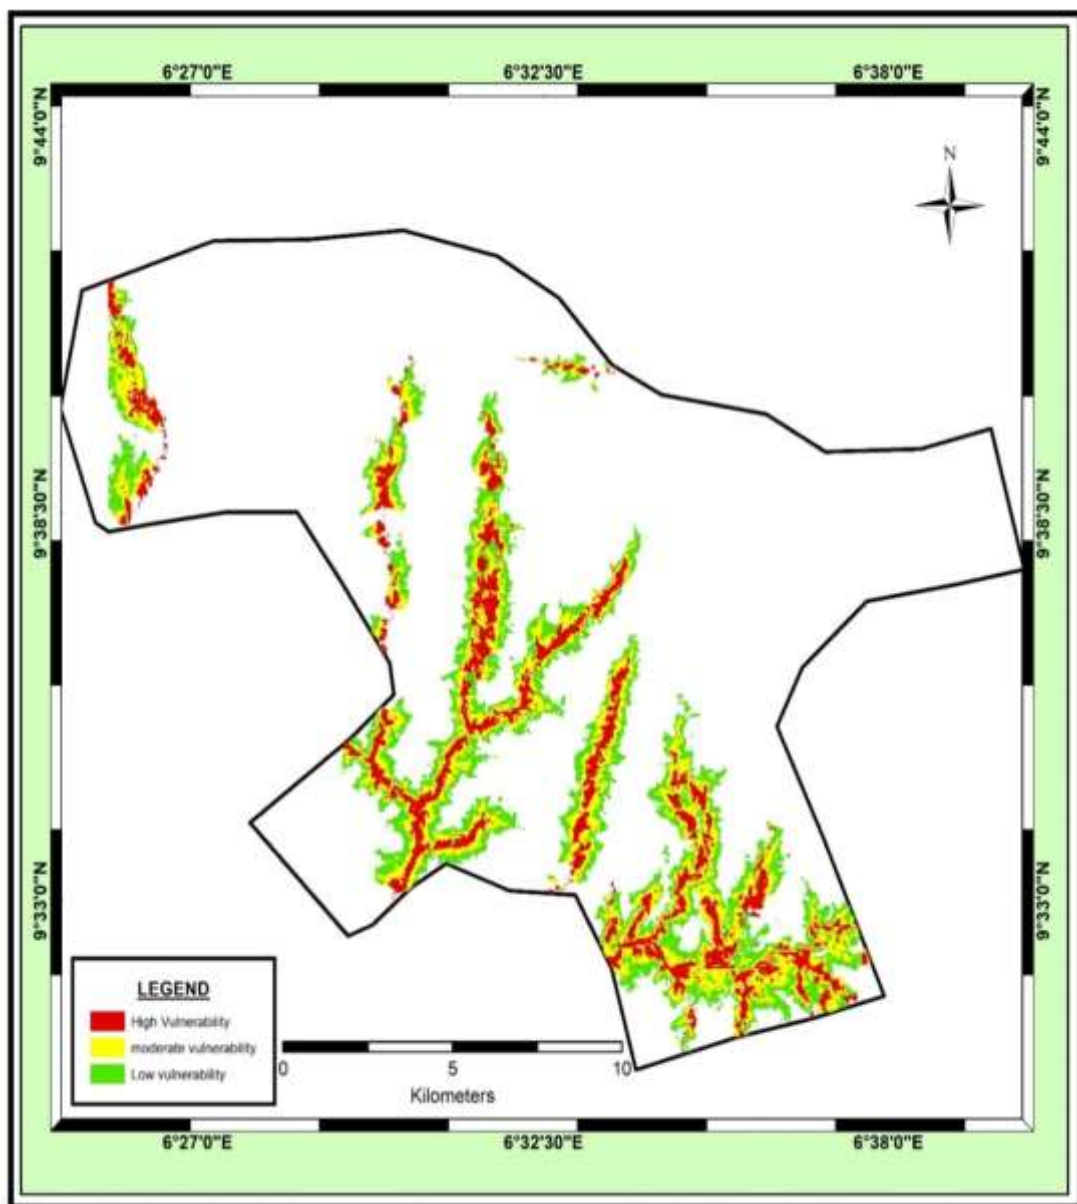 6°27'0"E 6°32'30"E 6°38'0"E
9°44'0"N 9°44'0"N
N
9°38'30"N 9°38'30"N
9°33'0"N 9°33'0"N
LEGEND
High Vulnerability
moderate vulnerability
Low vulnerability
0 5 10
Kilometers
6°27'0"E 6°32'30"E 6°38'0"E